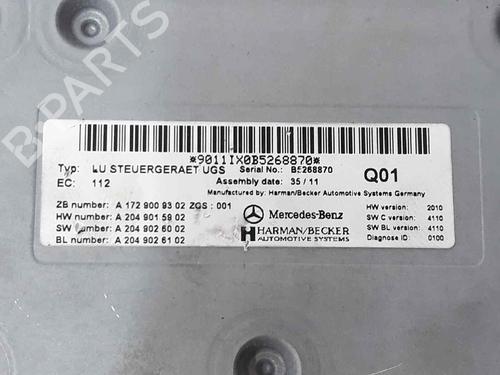 B-PARTS
*9011IX0B5268870*
Typ: LU STEUERGERAET UGS Serial No.: B5268870 Q01
EC: 112 Assembly date: 35/11
Manufactured by: Harman/Becker Automotive Systems Germany
ZB number: A 172 900 93 02 ZGS : 001 HW version: 2010
HW number: A 204 901 59 02 Mercedes-Benz SW C version: 4110
SW number: A 204 902 60 02 HARMAN/BECKER SW BL version: 4110
BL number: A 204 902 61 02 AUTOMOTIVE SYSTEMS Diagnose ID: 0100